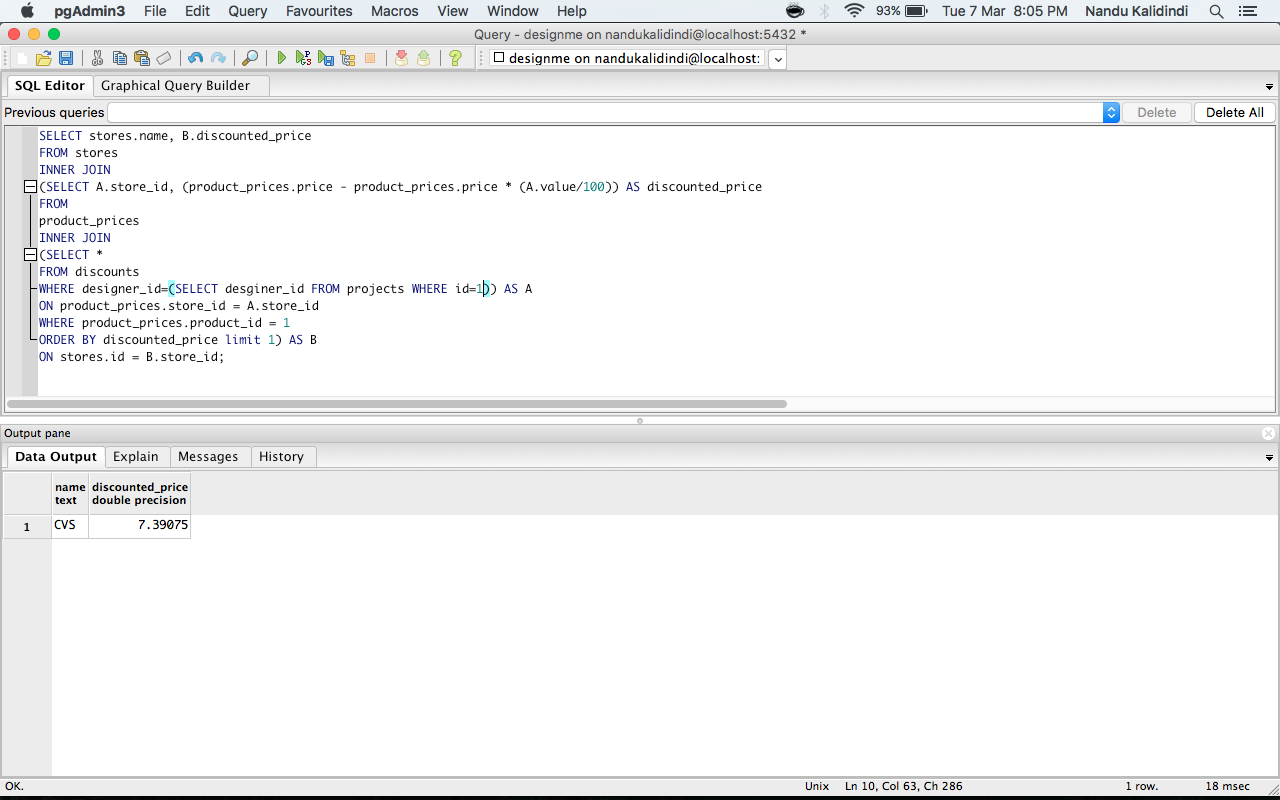 pgAdmin3 File Edit Query Favourites Macros View Window Help 93% Tue 7 Mar 8:05 PM Nandu Kalidindi
Query - designme on nandukalidindi@localhost:5432 *
designme on nandukalidindi@localhost:
SQL Editor Graphical Query Builder
Previous queries Delete Delete All
SELECT stores.name, B.discounted_price
FROM stores
INNER JOIN
(SELECT A.store_id, (product_prices.price - product_prices.price * (A.value/100)) AS discounted_price
FROM
product_prices
INNER JOIN
(SELECT *
FROM discounts
WHERE designer_id=(SELECT desginer_id FROM projects WHERE id=1)) AS A
ON product_prices.store_id = A.store_id
WHERE product_prices.product_id = 1
ORDER BY discounted_price limit 1) AS B
ON stores.id = B.store_id;
Output pane
Data Output Explain Messages History
name discounted_price
text double precision
1 CVS 7.39075
OK. Unix Ln 10, Col 63, Ch 286 1 row. 18 msec